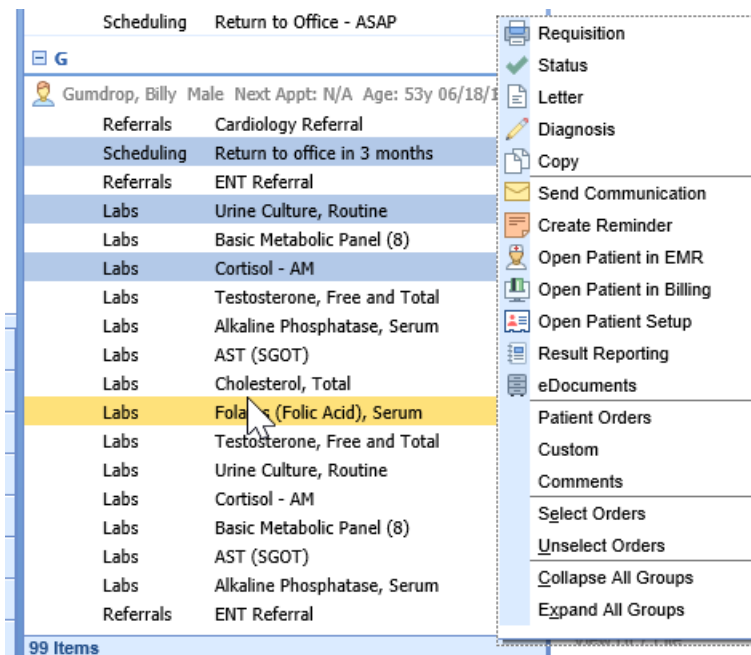 Scheduling Return to Office - ASAP
G
Gumdrop, Billy Male Next Appt: N/A Age: 53y 06/18/1
Referrals Cardiology Referral
Scheduling Return to office in 3 months
Referrals ENT Referral
Labs Urine Culture, Routine
Labs Basic Metabolic Panel (8)
Labs Cortisol - AM
Labs Testosterone, Free and Total
Labs Alkaline Phosphatase, Serum
Labs AST (SGOT)
Labs Cholesterol, Total
Labs (Folic Acid), Serum
Labs Testosterone, Free and Total
Labs Urine Culture, Routine
Labs Cortisol - AM
Labs Basic Metabolic Panel (8)
Labs AST (SGOT)
Labs Alkaline Phosphatase, Serum
Referrals ENT Referral
99 Items
Requisition
Status
Letter
Diagnosis
Copy
Send Communication
Create Reminder
Open Patient in EMR
Open Patient in Billing
Open Patient Setup
Result Reporting
eDocuments
Patient Orders
Custom
Comments
Select Orders
Unselect Orders
Collapse All Groups
Expand All Groups